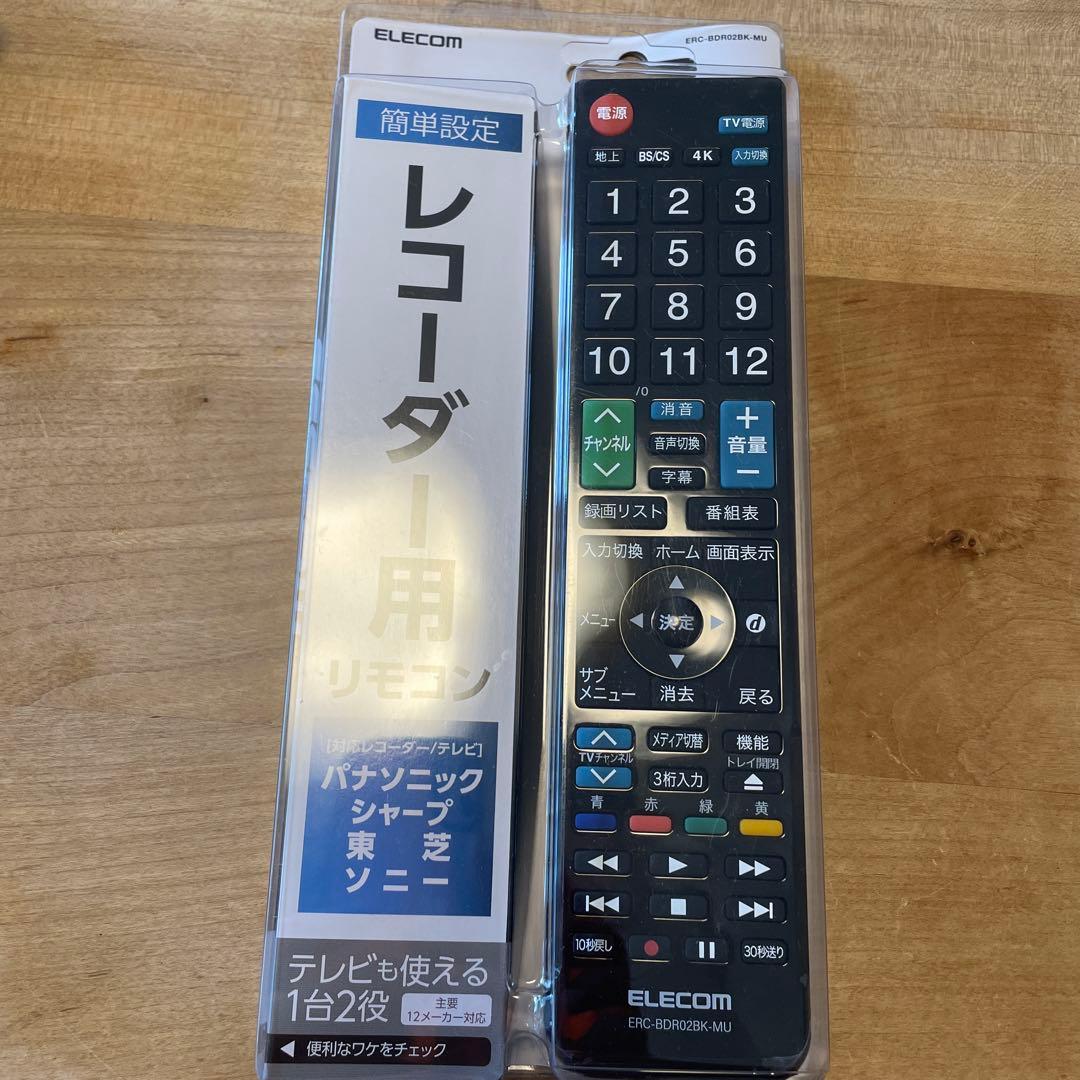 ELECOM
ERC-BDR02BK-MU
簡単設定
レコーダー用
リモコン
[対応レコーダー/テレビ]
パナソニック
シャープ
東芝
ソニー
テレビも使える
1台2役
主要
12メーカー対応
◀ 便利なワケをチェック
電源
TV電源
地上 BS/CS 4K 入力切換
1 2 3
4 5 6
7 8 9
10 11 12
/0
チャンネル
消音
音声切換
字幕
+
音量
−
録画リスト 番組表
入力切換 ホーム 画面表示
メニュー 決定 d
サブ
メニュー 消去 戻る
TVチャンネル
メディア切替 機能
トレイ開閉
3桁入力
青 赤 緑 黄
10秒戻し 30秒送り
ELECOM
ERC-BDR02BK-MU